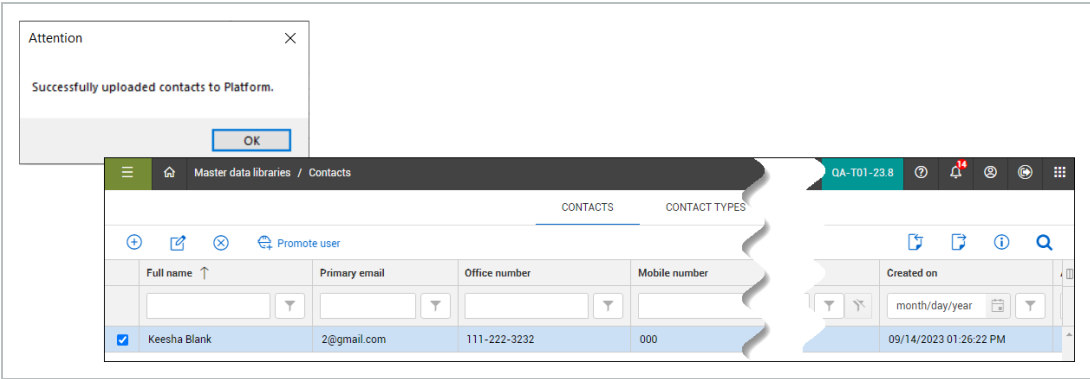 Attention
Successfully uploaded contacts to Platform.
OK
Master data libraries / Contacts
QA-T01-23.8
14
CONTACTS CONTACT TYPES
Promote user
Full name ↑ Primary email Office number Mobile number Created on
month/day/year
Keesha Blank 2@gmail.com 111-222-3232 000 09/14/2023 01:26:22 PM